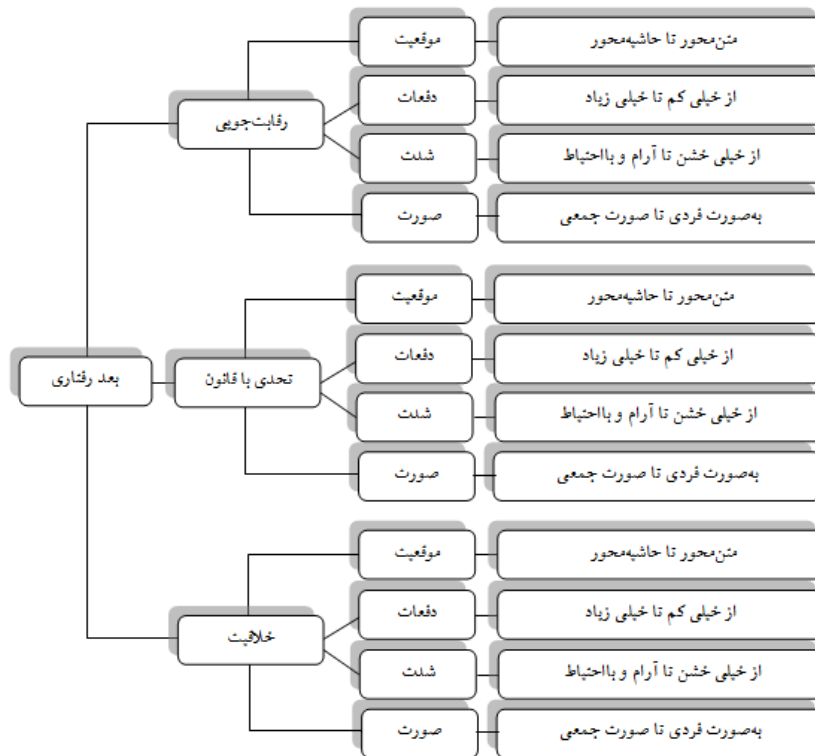 بعد رفتاری
رقابت‌جویی
موقعیت
متن‌محور تا حاشیه‌محور
دفعات
از خیلی کم تا خیلی زیاد
شدت
از خیلی خشن تا آرام و بااحتیاط
صورت
به‌صورت فردی تا صورت جمعی
تحدی با قانون
موقعیت
متن‌محور تا حاشیه‌محور
دفعات
از خیلی کم تا خیلی زیاد
شدت
از خیلی خشن تا آرام و بااحتیاط
صورت
به‌صورت فردی تا صورت جمعی
خلاقیت
موقعیت
متن‌محور تا حاشیه‌محور
دفعات
از خیلی کم تا خیلی زیاد
شدت
از خیلی خشن تا آرام و بااحتیاط
صورت
به‌صورت فردی تا صورت جمعی